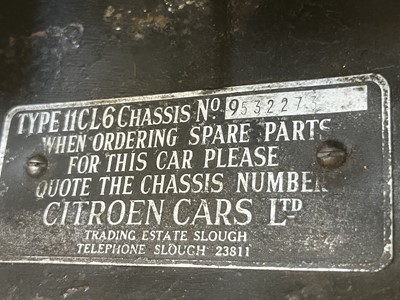 TYPE 11CL6 CHASSIS No. 9532273
WHEN ORDERING SPARE PARTS
FOR THIS CAR PLEASE
QUOTE THE CHASSIS NUMBER
CITROEN CARS LTD
TRADING ESTATE SLOUGH
TELEPHONE SLOUGH 23811